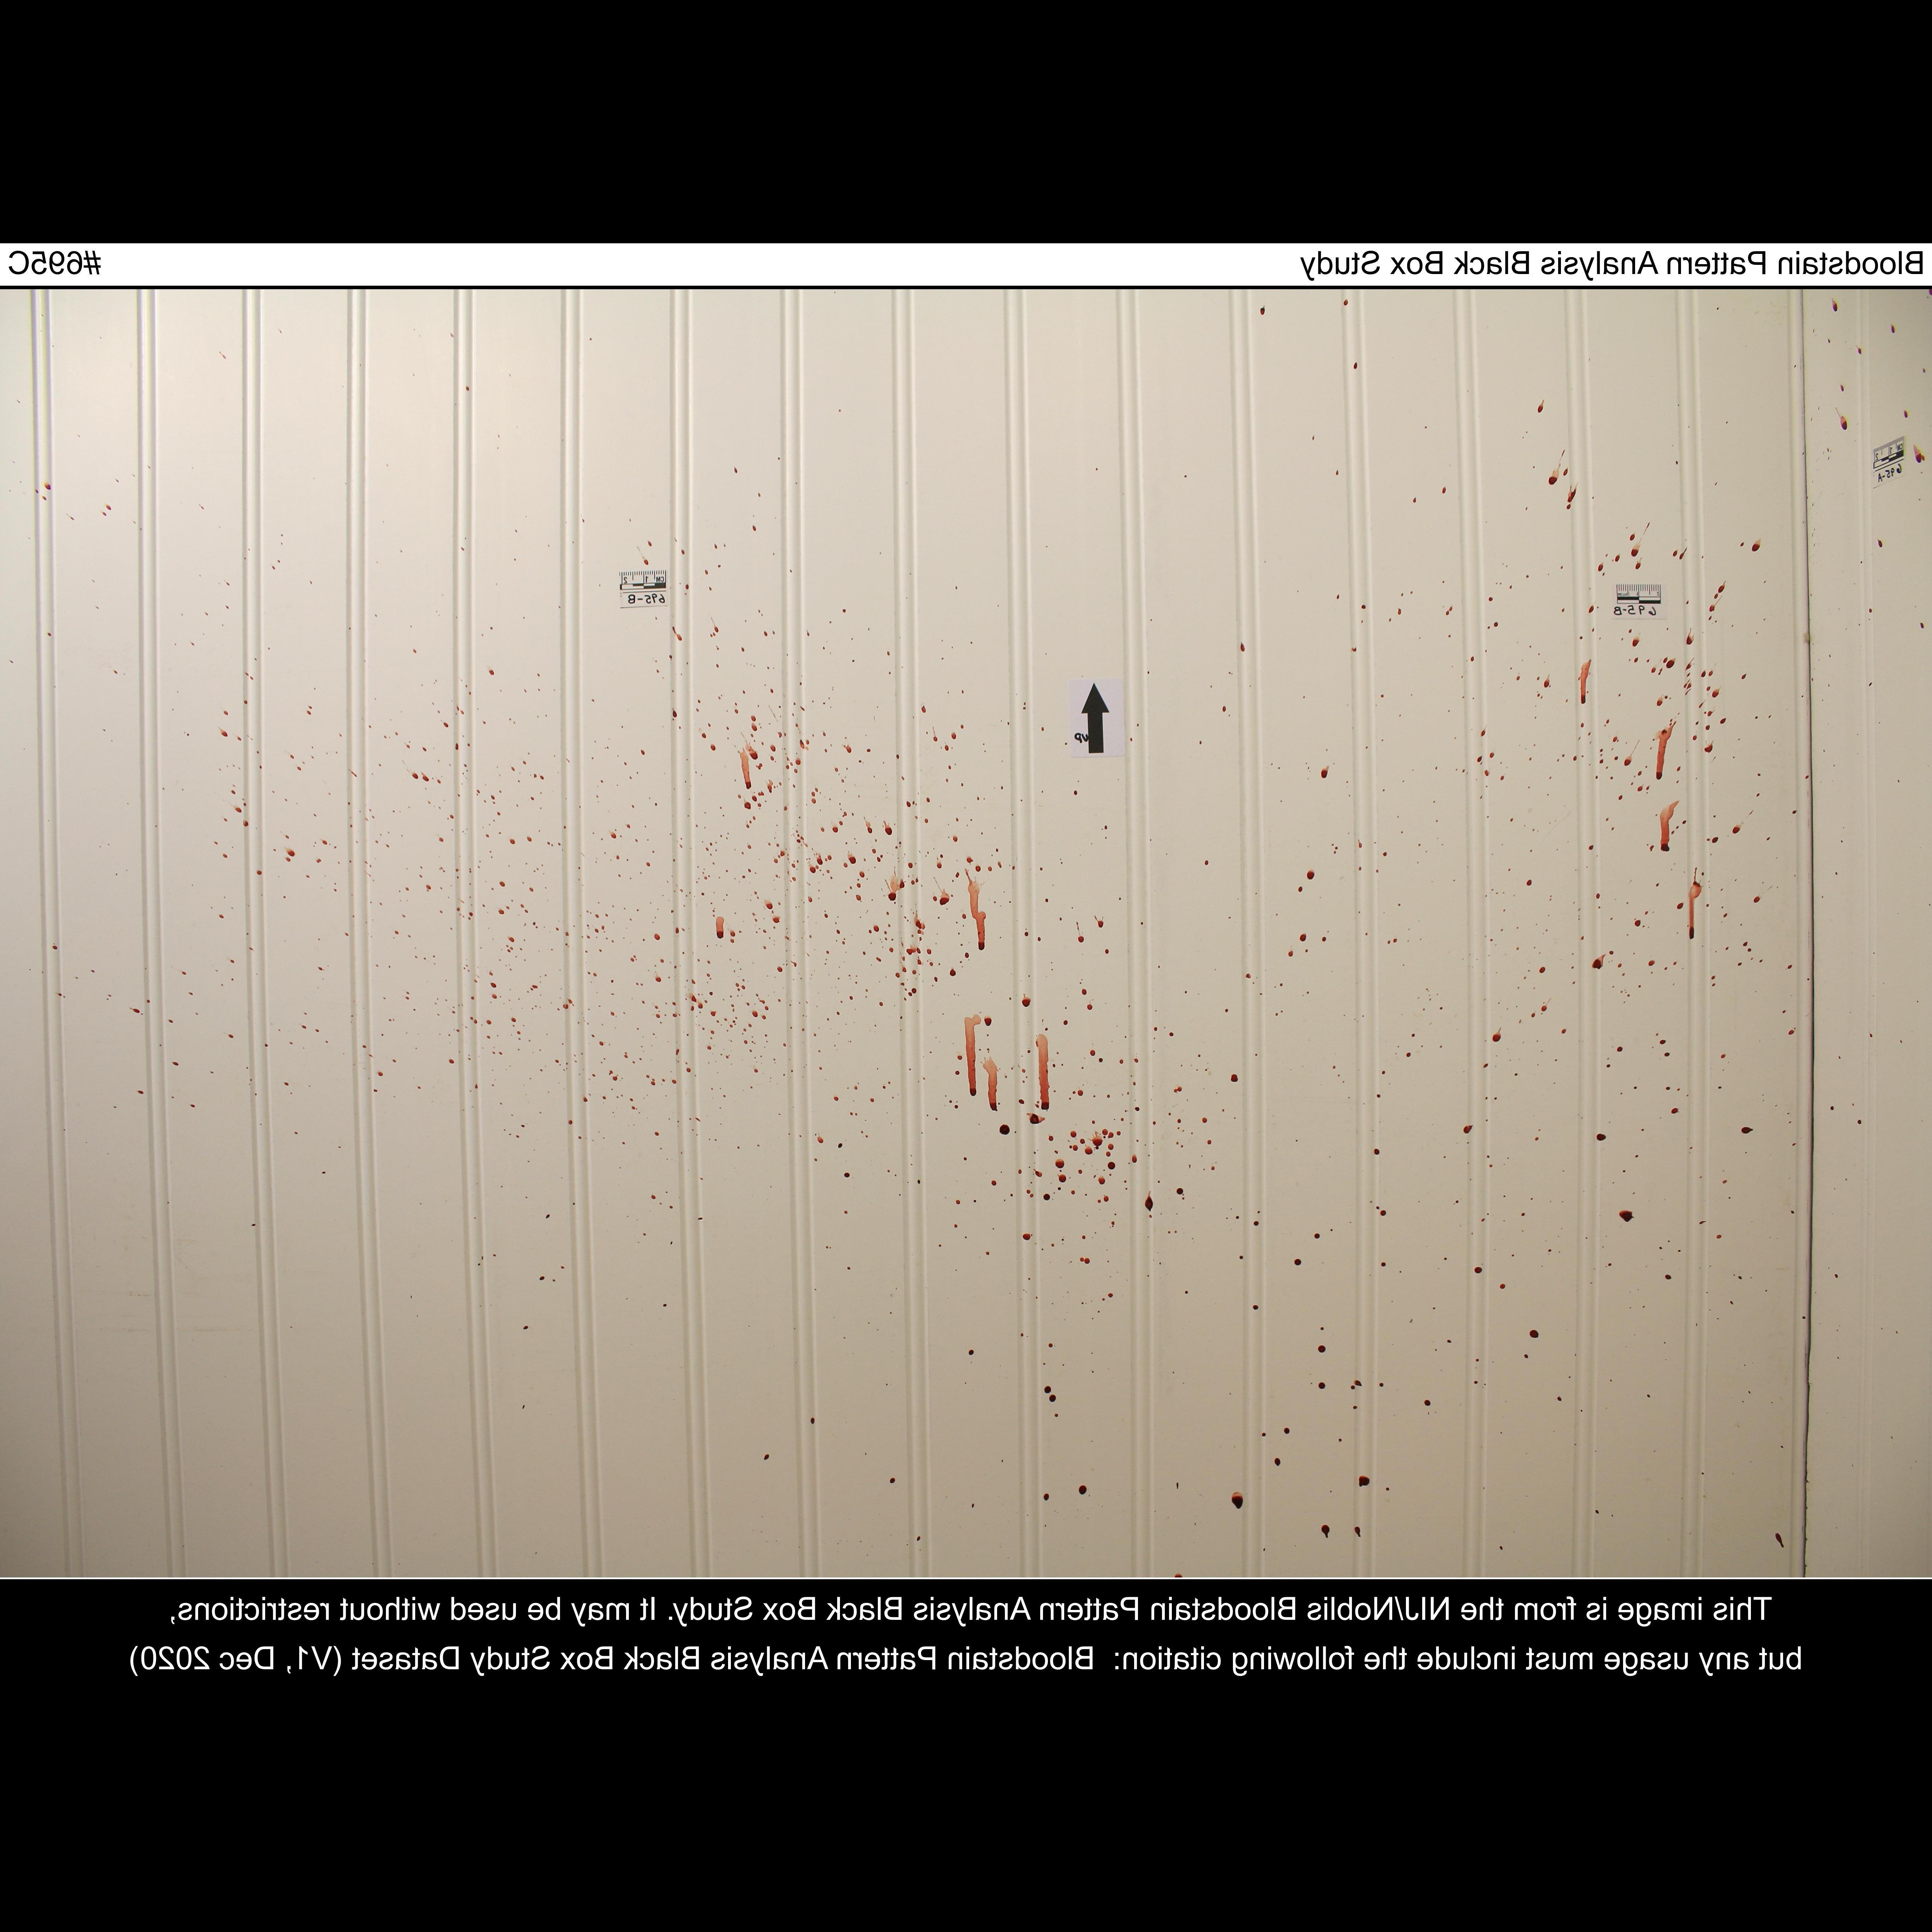 Bloodstain Pattern Analysis Black Box Study #695C
695-A
695-B
695-B
UP
This image is from the NIJ/Noblis Bloodstain Pattern Analysis Black Box Study. It may be used without restrictions,
but any usage must include the following citation: Bloodstain Pattern Analysis Black Box Study Dataset (V1, Dec 2020)